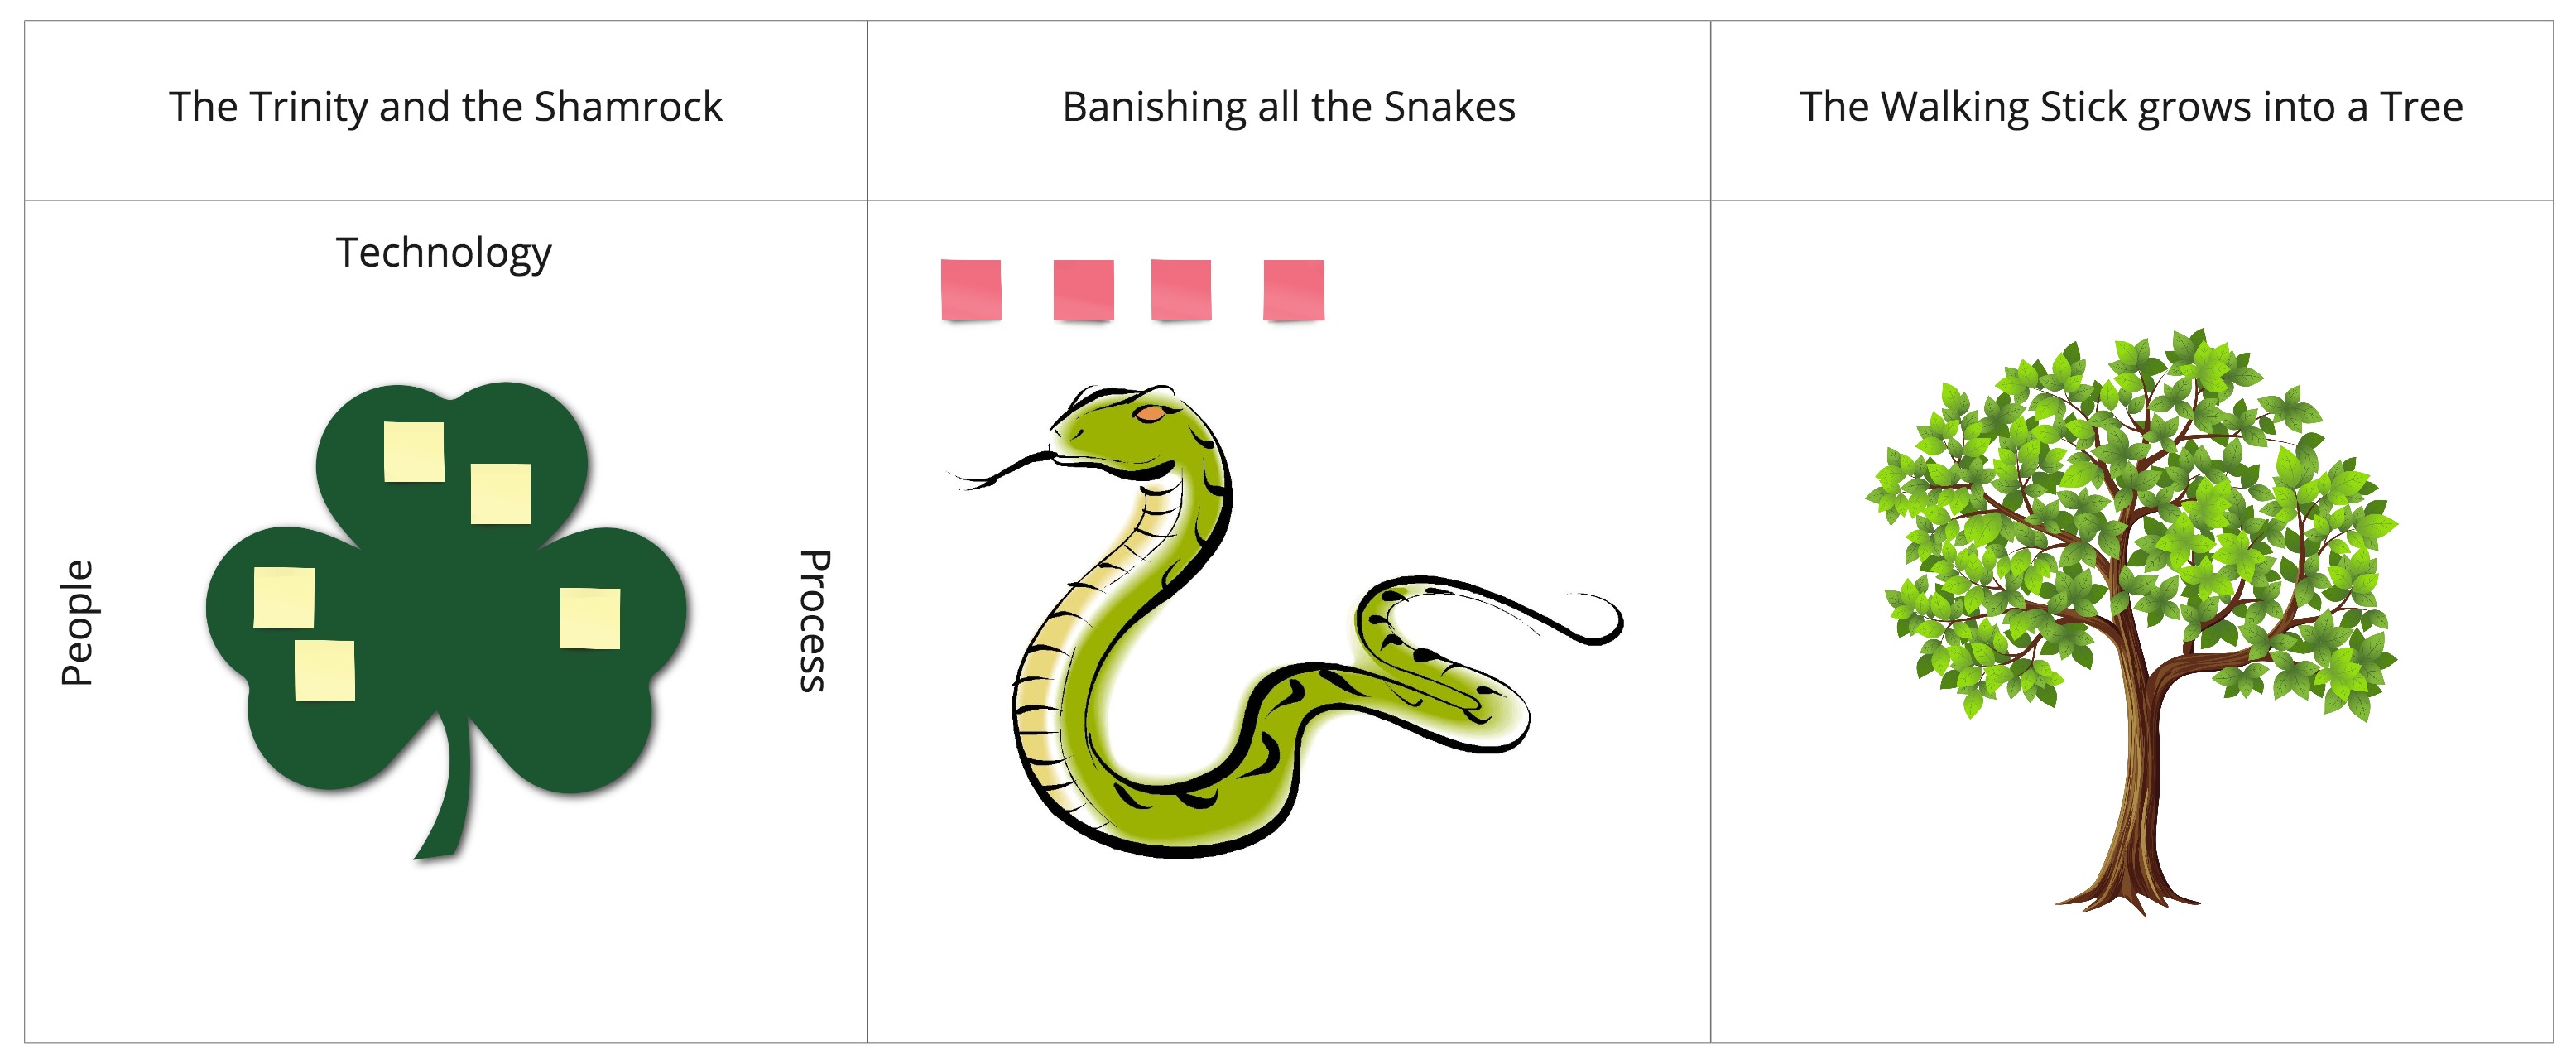 The Trinity and the Shamrock
Banishing all the Snakes
The Walking Stick grows into a Tree
Technology
People
Process